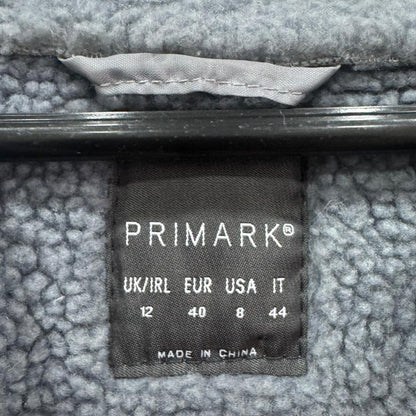 PRIMARK®
UK/IRL EUR USA IT
12 40 8 44
MADE IN CHINA